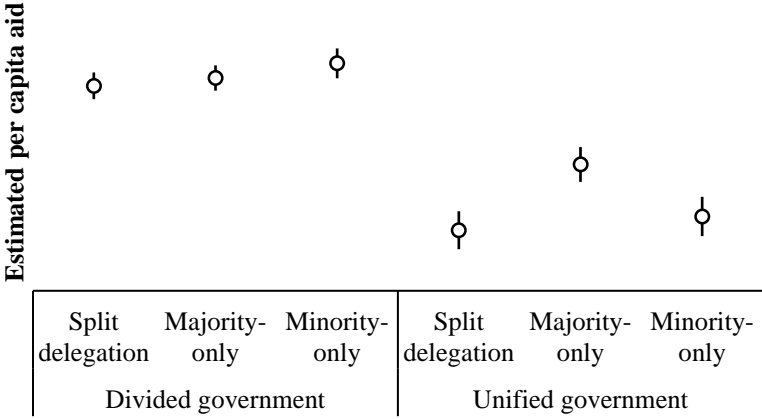 Estimated per capita aid
Split Majority- Minority- Split Majority- Minority-
delegation only only delegation only only
Divided government Unified government